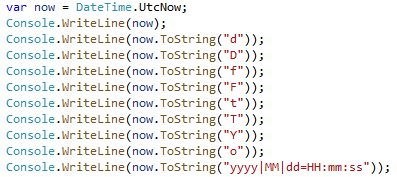 var now = DateTime.UtcNow;
Console.WriteLine(now);
Console.WriteLine(now.ToString("d"));
Console.WriteLine(now.ToString("D"));
Console.WriteLine(now.ToString("f"));
Console.WriteLine(now.ToString("F"));
Console.WriteLine(now.ToString("t"));
Console.WriteLine(now.ToString("T"));
Console.WriteLine(now.ToString("Y"));
Console.WriteLine(now.ToString("o"));
Console.WriteLine(now.ToString("yyyy|MM|dd=HH:mm:ss"));